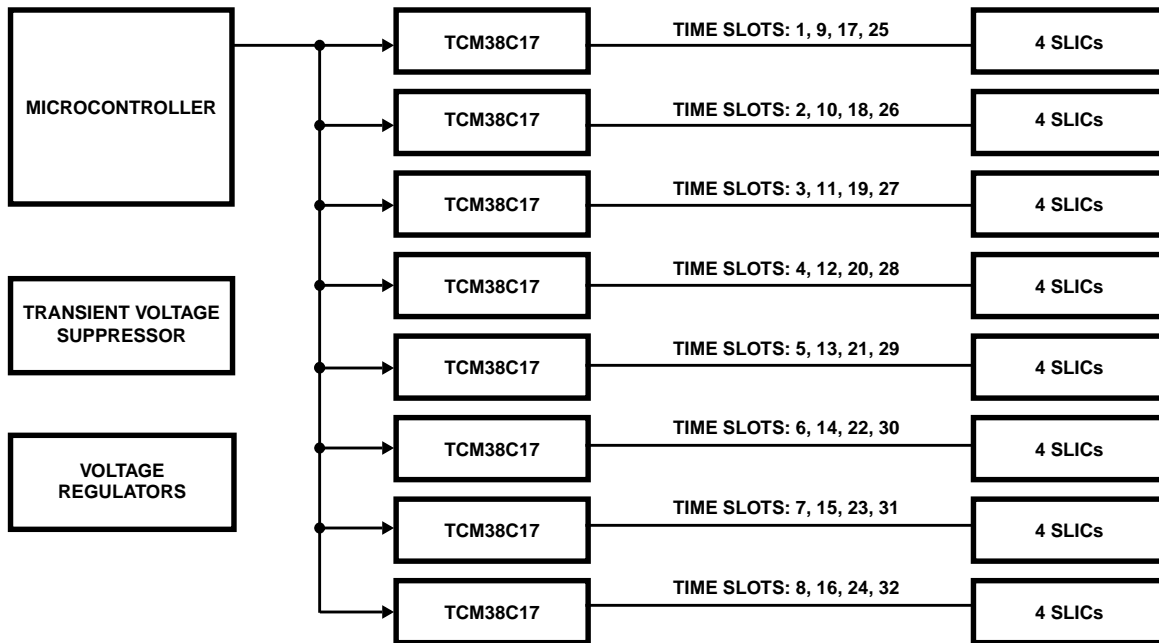 MICROCONTROLLER
TRANSIENT VOLTAGE
SUPPRESSOR
VOLTAGE
REGULATORS
TCM38C17
TIME SLOTS: 1, 9, 17, 25
4 SLICs
TCM38C17
TIME SLOTS: 2, 10, 18, 26
4 SLICs
TCM38C17
TIME SLOTS: 3, 11, 19, 27
4 SLICs
TCM38C17
TIME SLOTS: 4, 12, 20, 28
4 SLICs
TCM38C17
TIME SLOTS: 5, 13, 21, 29
4 SLICs
TCM38C17
TIME SLOTS: 6, 14, 22, 30
4 SLICs
TCM38C17
TIME SLOTS: 7, 15, 23, 31
4 SLICs
TCM38C17
TIME SLOTS: 8, 16, 24, 32
4 SLICs